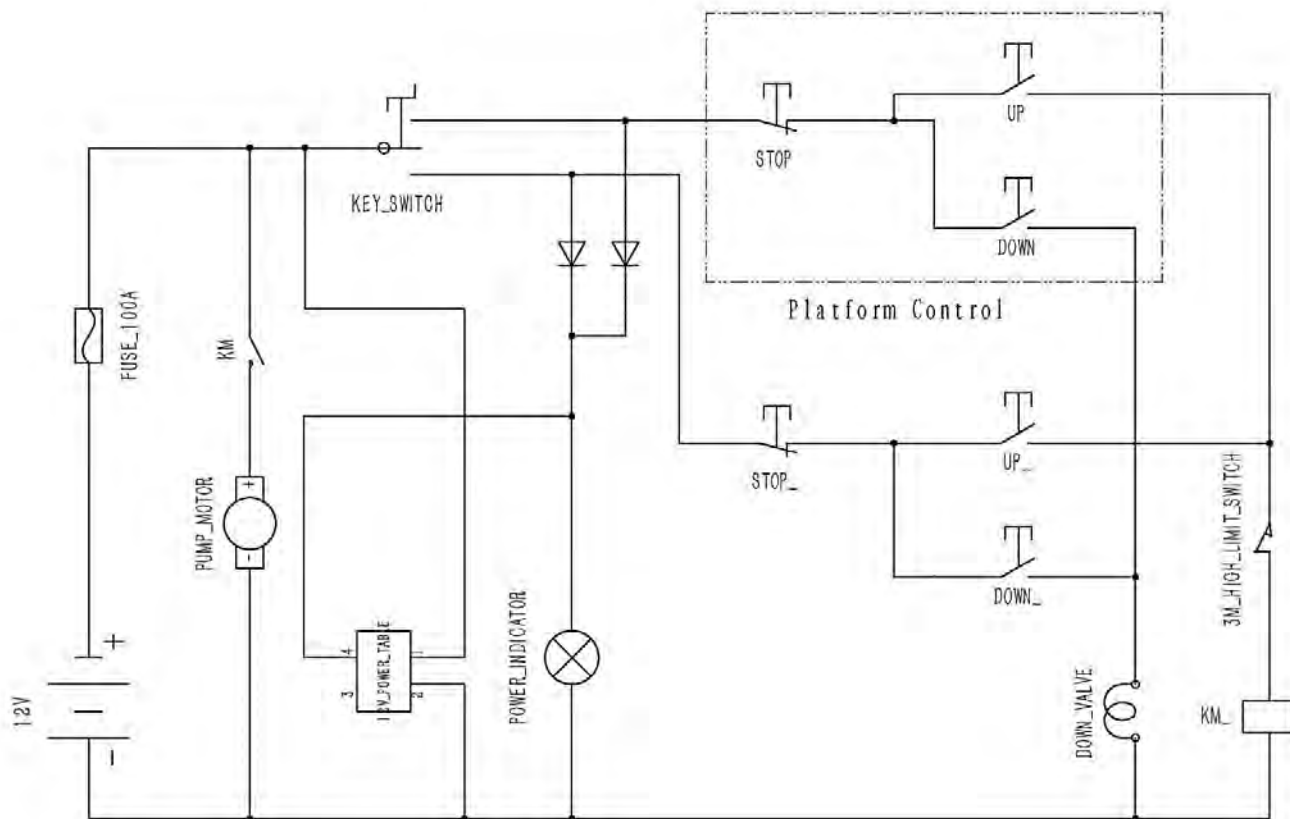 UP
STOP
KEY_SWITCH
DOWN
Platform Control
FUSE_100A
KM
STOP_
UP_
3M_HIGH_LIMIT_SWITCH
PUMP_MOTOR
+
-
DOWN_
12V
+
-
4
1
3
2
12V_POWER_TABLE
POWER_INDICATOR
DOWN_VALVE
KM_